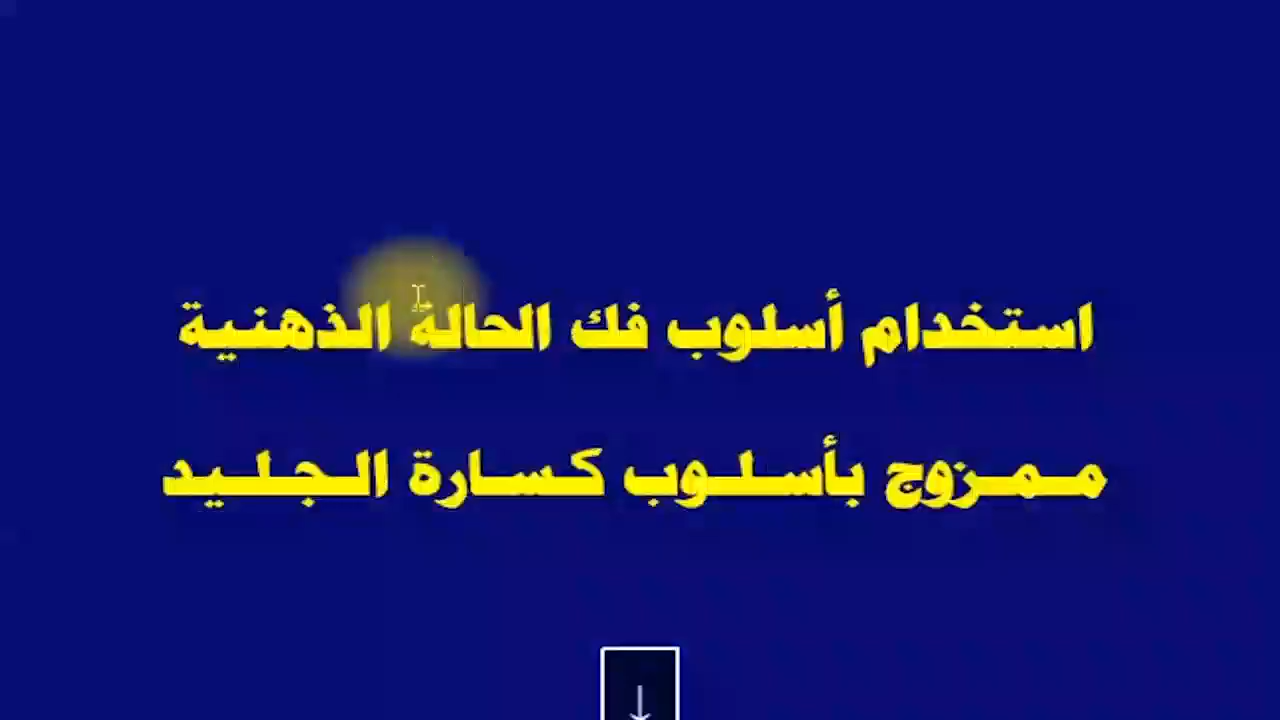 استخدام أسلوب فك الحالة الذهنية
ممزوج بأسلوب كسارة الجليد
↓